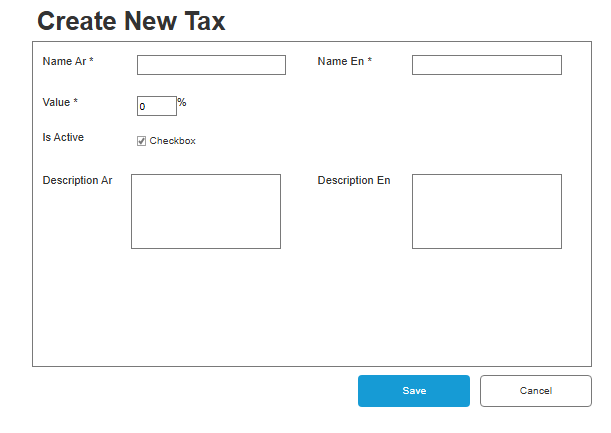 Create New Tax
Name Ar *
Name En *
Value *
0
%
Is Active
Checkbox
Description Ar
Description En
Save
Cancel